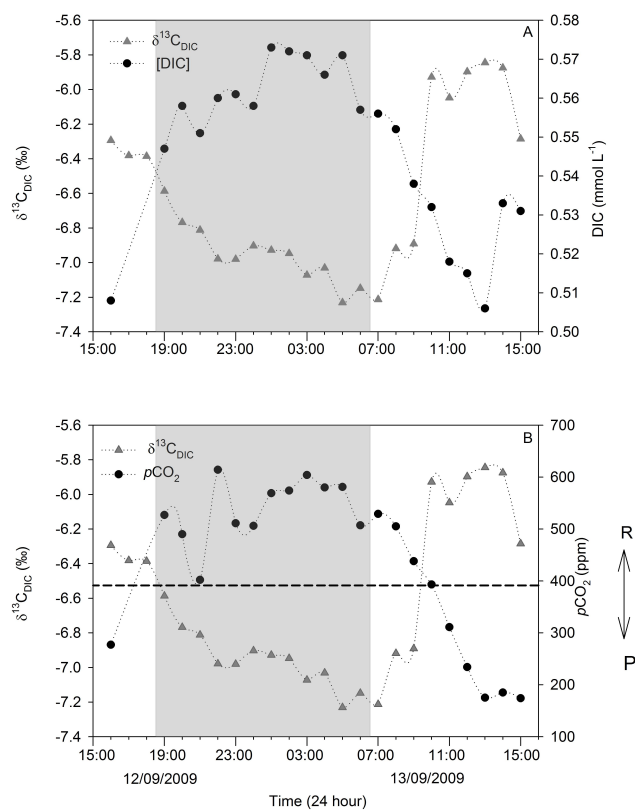 A
δ¹³C_DIC
[DIC]
-5.6
-5.8
-6.0
-6.2
-6.4
-6.6
-6.8
-7.0
-7.2
-7.4
δ¹³C_DIC (‰)
0.58
0.57
0.56
0.55
0.54
0.53
0.52
0.51
0.50
DIC (mmol L⁻¹)
15:00 19:00 23:00 03:00 07:00 11:00 15:00
B
δ¹³C_DIC
pCO₂
-5.6
-5.8
-6.0
-6.2
-6.4
-6.6
-6.8
-7.0
-7.2
-7.4
δ¹³C_DIC (‰)
700
600
500
400
300
200
100
pCO₂ (ppm)
R
P
15:00 19:00 23:00 03:00 07:00 11:00 15:00
12/09/2009 13/09/2009
Time (24 hour)